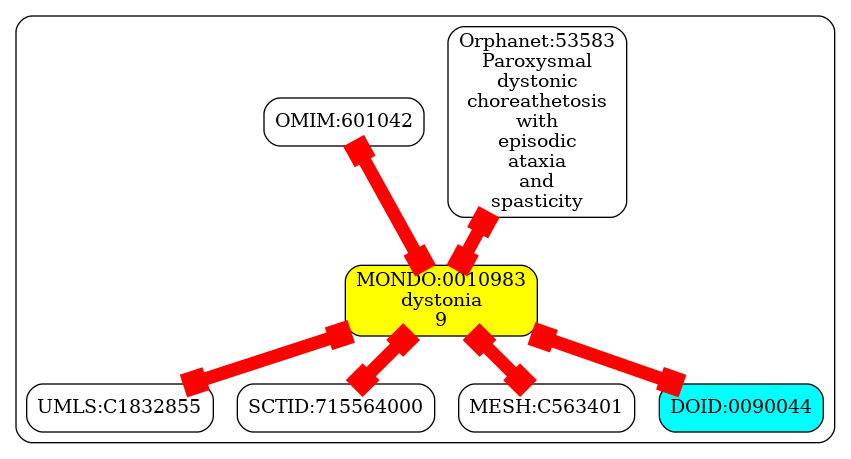 Orphanet:53583
Paroxysmal
dystonic
choreathetosis
with
episodic
ataxia
and
spasticity
OMIM:601042
MONDO:0010983
dystonia
9
UMLS:C1832855
SCTID:715564000
MESH:C563401
DOID:0090044